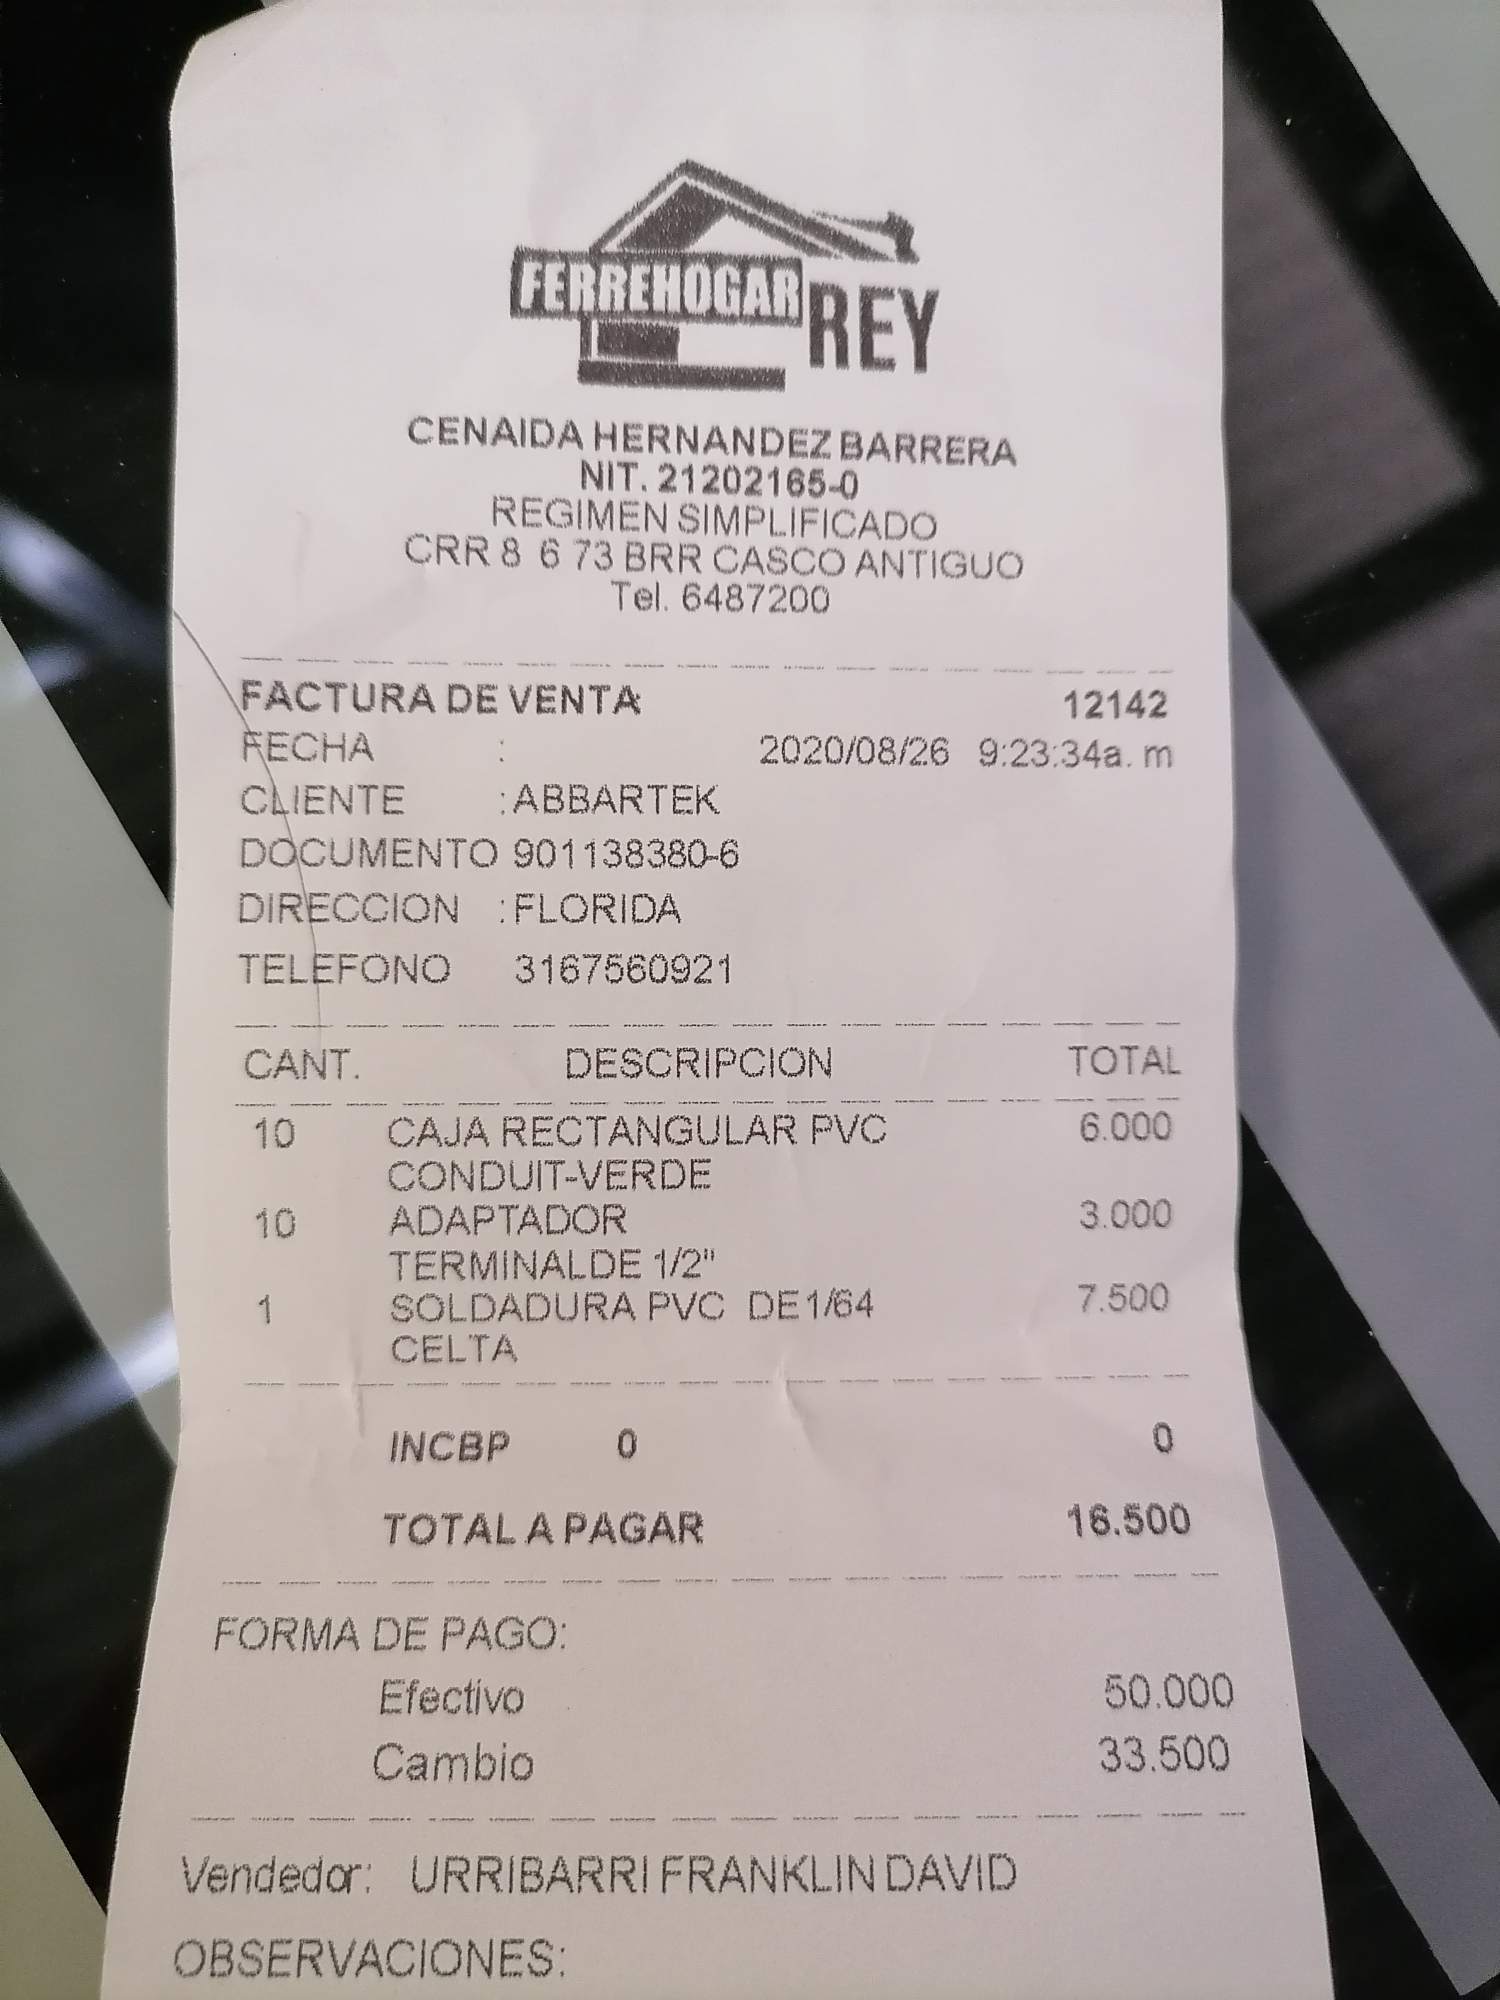 FERREHOGAR REY
CENAIDA HERNANDEZ BARRERA
NIT. 21202165-0
REGIMEN SIMPLIFICADO
CRR 8 6 73 BRR CASCO ANTIGUO
Tel. 6487200
FACTURA DE VENTA 12142
FECHA : 2020/08/26 9:23:34a. m
CLIENTE : ABBARTEK
DOCUMENTO 901138380-6
DIRECCION : FLORIDA
TELEFONO 3167560921
CANT. DESCRIPCION TOTAL
10 CAJA RECTANGULAR PVC 6.000
CONDUIT-VERDE
10 ADAPTADOR 3.000
TERMINALDE 1/2"
1 SOLDADURA PVC DE1/64 7.500
CELTA
INCBP 0 0
TOTAL A PAGAR 16.500
FORMA DE PAGO:
Efectivo 50.000
Cambio 33.500
Vendedor: URRIBARRI FRANKLIN DAVID
OBSERVACIONES: